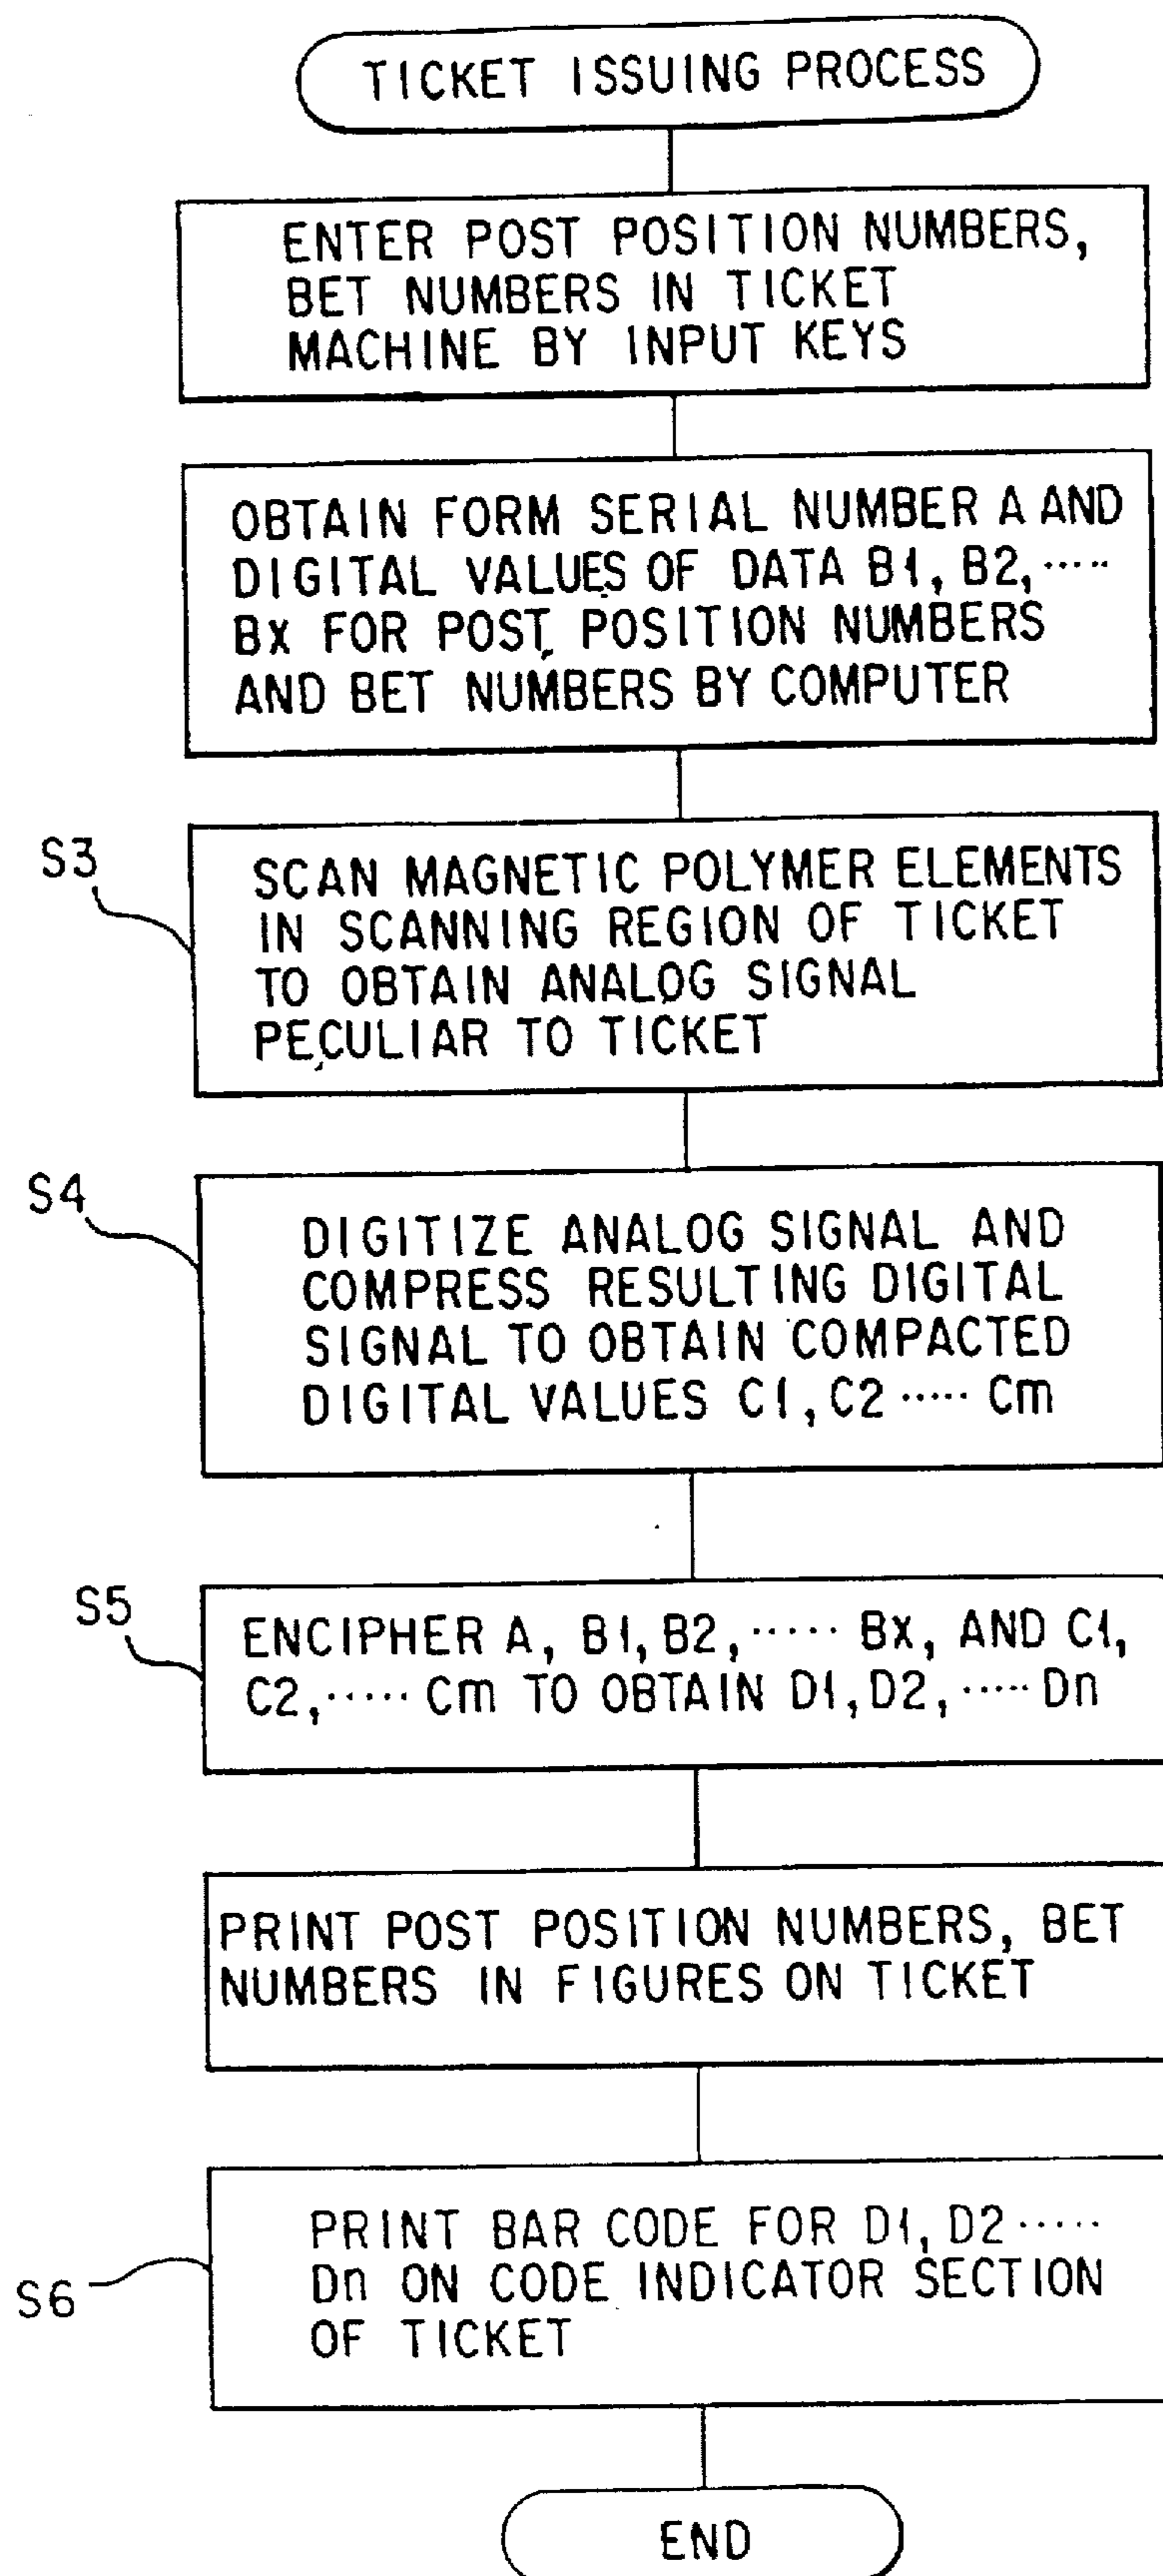 TICKET ISSUING PROCESS
ENTER POST POSITION NUMBERS,
BET NUMBERS IN TICKET
MACHINE BY INPUT KEYS
OBTAIN FORM SERIAL NUMBER A AND
DIGITAL VALUES OF DATA B1, B2, ·····
Bx FOR POST POSITION NUMBERS
AND BET NUMBERS BY COMPUTER
S3
SCAN MAGNETIC POLYMER ELEMENTS
IN SCANNING REGION OF TICKET
TO OBTAIN ANALOG SIGNAL
PECULIAR TO TICKET
S4
DIGITIZE ANALOG SIGNAL AND
COMPRESS RESULTING DIGITAL
SIGNAL TO OBTAIN COMPACTED
DIGITAL VALUES C1, C2 ····· Cm
S5
ENCIPHER A, B1, B2, ····· Bx, AND C1,
C2, ····· Cm TO OBTAIN D1, D2, ····· Dn
PRINT POST POSITION NUMBERS, BET
NUMBERS IN FIGURES ON TICKET
S6
PRINT BAR CODE FOR D1, D2 ·····
Dn ON CODE INDICATOR SECTION
OF TICKET
END